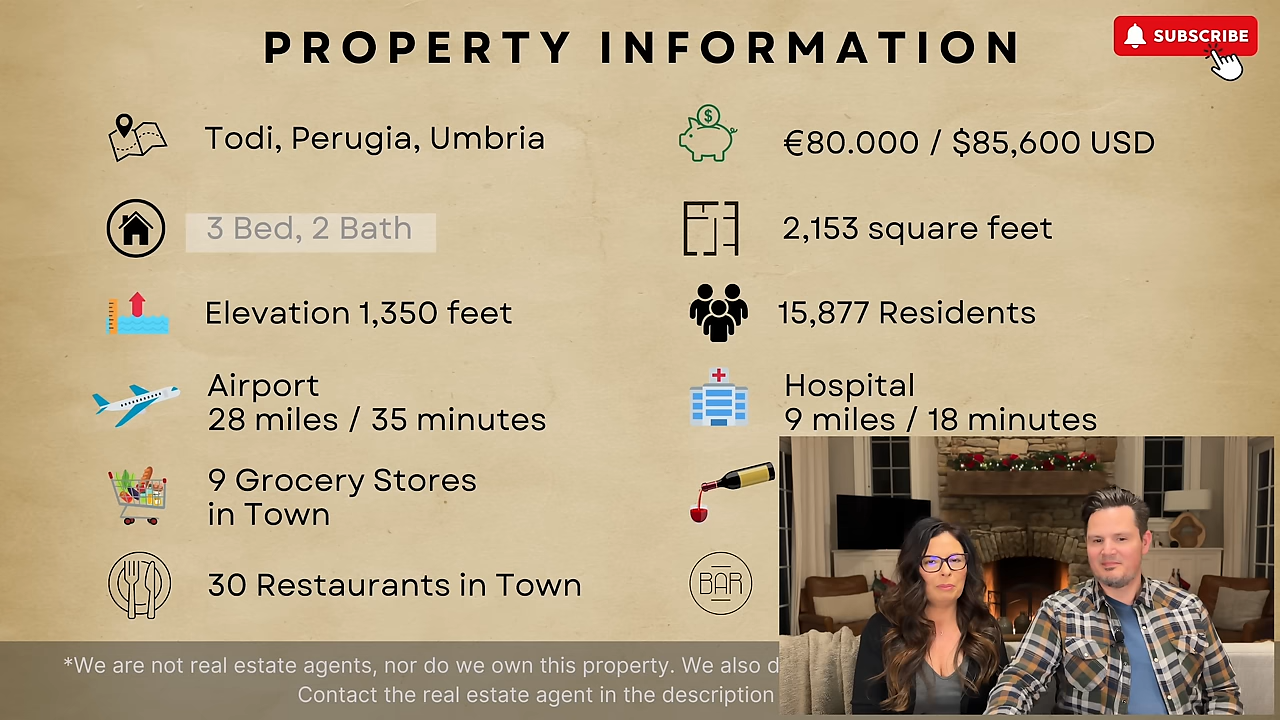 PROPERTY INFORMATION
SUBSCRIBE
Todi, Perugia, Umbria
€80.000 / $85,600 USD
3 Bed, 2 Bath
2,153 square feet
Elevation 1,350 feet
15,877 Residents
Airport
28 miles / 35 minutes
Hospital
9 miles / 18 minutes
9 Grocery Stores
in Town
30 Restaurants in Town
BAR
*We are not real estate agents, nor do we own this property. We also
Contact the real estate agent in the description